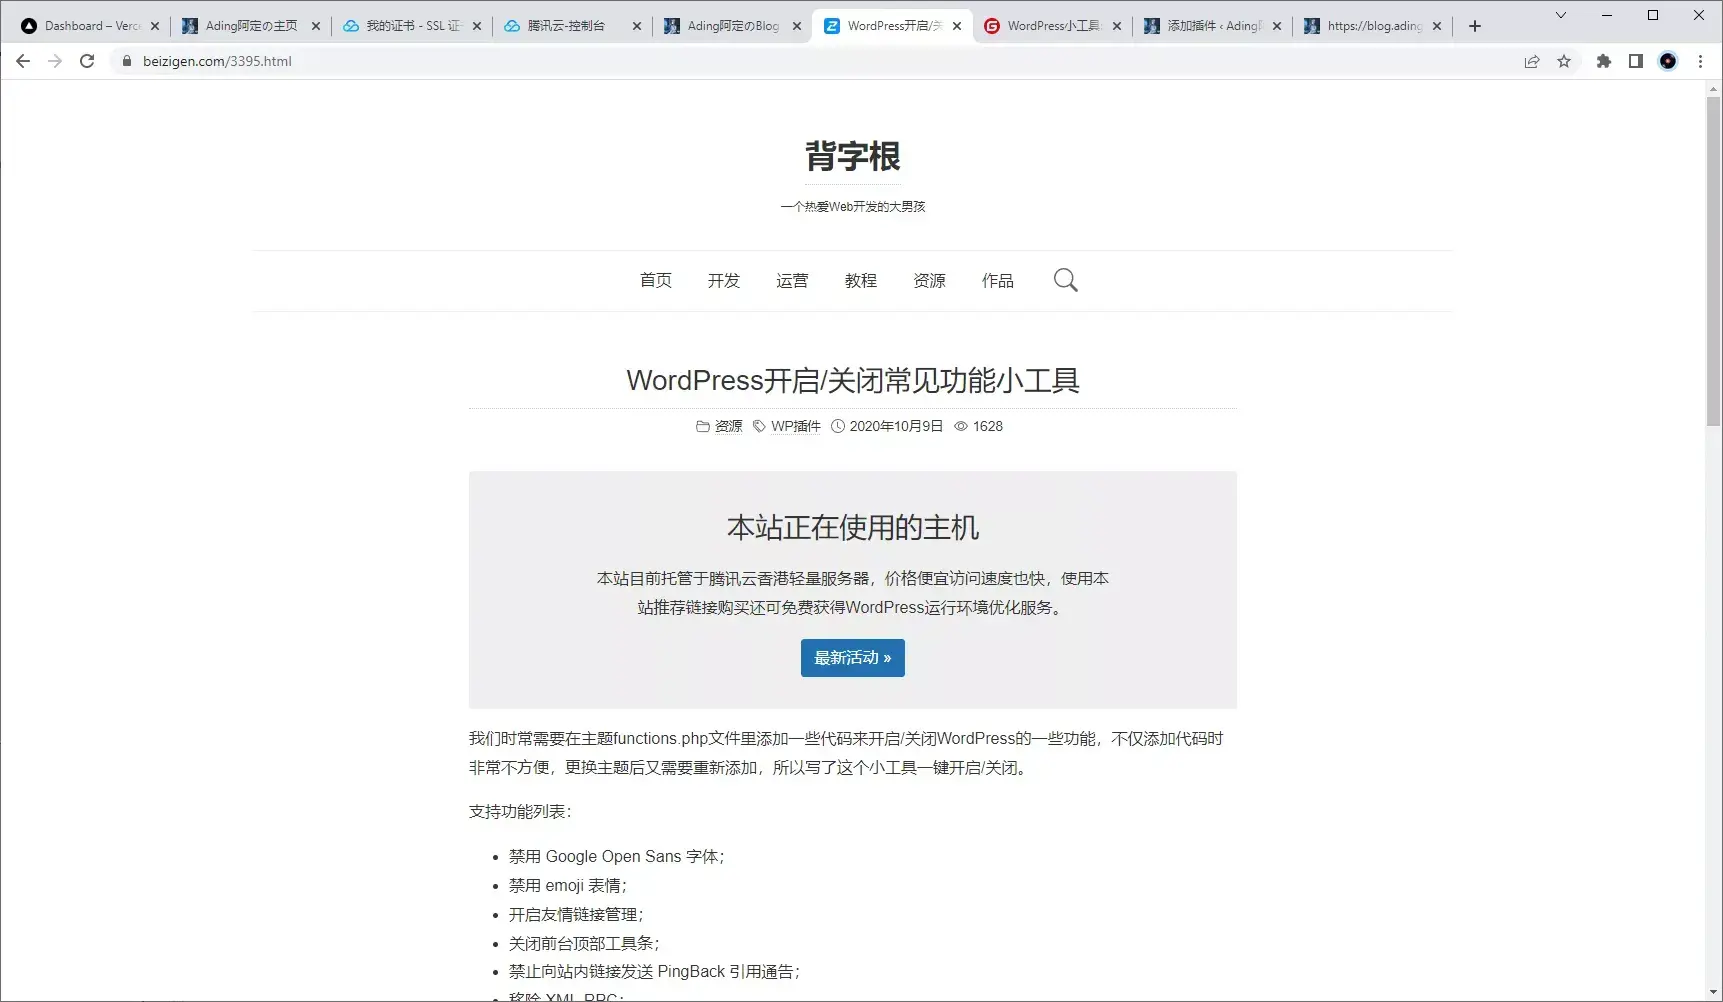 Dashboard – Verce
Ading阿定の主页
我的证书 - SSL 证
腾讯云-控制台
Ading阿定のBlog
WordPress开启/关
WordPress小工具
添加插件 ‹ Ading阿
https://blog.ading
beizigen.com/3395.html
背字根
一个热爱Web开发的大男孩
首页 开发 运营 教程 资源 作品
WordPress开启/关闭常见功能小工具
资源 WP插件 2020年10月9日 1628
本站正在使用的主机
本站目前托管于腾讯云香港轻量服务器，价格便宜访问速度也快，使用本
站推荐链接购买还可免费获得WordPress运行环境优化服务。
最新活动 »
我们时常需要在主题functions.php文件里添加一些代码来开启/关闭WordPress的一些功能，不仅添加代码时
非常不方便，更换主题后又需要重新添加，所以写了这个小工具一键开启/关闭。
支持功能列表：
• 禁用 Google Open Sans 字体；
• 禁用 emoji 表情；
• 开启友情链接管理；
• 关闭前台顶部工具条；
• 禁止向站内链接发送 PingBack 引用通告；
• 移除 XML-RPC；